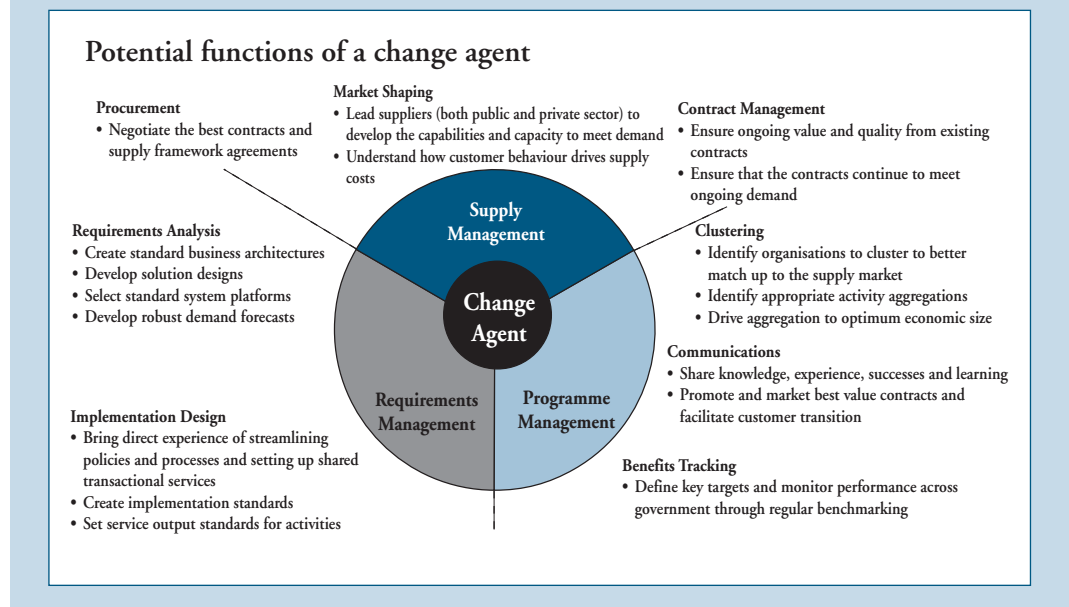 Potential functions of a change agent
Procurement
• Negotiate the best contracts and
supply framework agreements
Market Shaping
• Lead suppliers (both public and private sector) to
develop the capabilities and capacity to meet demand
• Understand how customer behaviour drives supply
costs
Contract Management
• Ensure ongoing value and quality from existing
contracts
• Ensure that the contracts continue to meet
ongoing demand
Requirements Analysis
• Create standard business architectures
• Develop solution designs
• Select standard system platforms
• Develop robust demand forecasts
Supply
Management
Clustering
• Identify organisations to cluster to better
match up to the supply market
• Identify appropriate activity aggregations
• Drive aggregation to optimum economic size
Change
Agent
Communications
• Share knowledge, experience, successes and learning
• Promote and market best value contracts and
facilitate customer transition
Requirements
Management
Programme
Management
Implementation Design
• Bring direct experience of streamlining
policies and processes and setting up shared
transactional services
• Create implementation standards
• Set service output standards for activities
Benefits Tracking
• Define key targets and monitor performance across
government through regular benchmarking